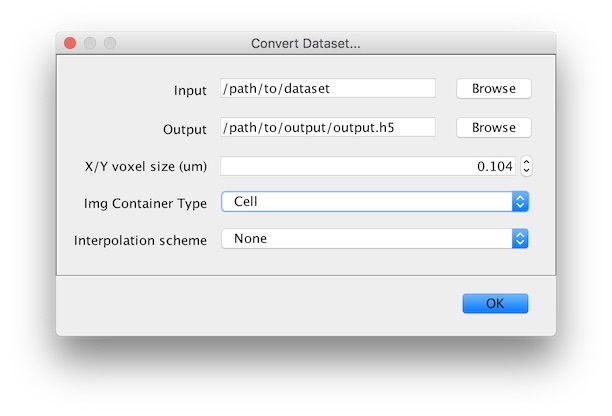 Convert Dataset...
Input /path/to/dataset Browse
Output /path/to/output/output.h5 Browse
X/Y voxel size (um) 0.104
Img Container Type Cell
Interpolation scheme None
OK